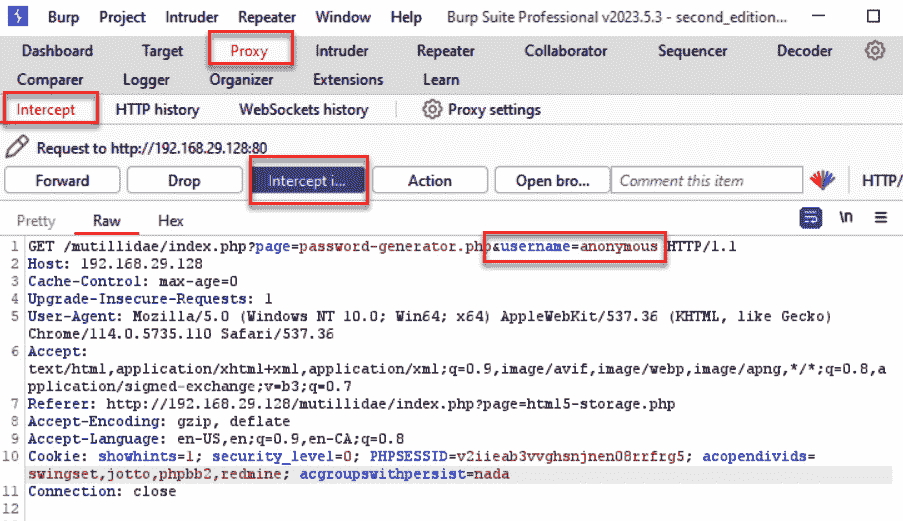 Burp Project Intruder Repeater Window Help Burp Suite Professional v2023.5.3 - second_edition...
Dashboard Target Proxy Intruder Repeater Collaborator Sequencer Decoder
Comparer Logger Organizer Extensions Learn
Intercept HTTP history WebSockets history Proxy settings
Request to http://192.168.29.128:80
Forward Drop Intercept i... Action Open bro... Comment this item HTTP/
Pretty Raw Hex \n
1 GET /mutillidae/index.php?page=password-generator.php&username=anonymous HTTP/1.1
2 Host: 192.168.29.128
3 Cache-Control: max-age=0
4 Upgrade-Insecure-Requests: 1
5 User-Agent: Mozilla/5.0 (Windows NT 10.0; Win64; x64) AppleWebKit/537.36 (KHTML, like Gecko)
Chrome/114.0.5735.110 Safari/537.36
6 Accept:
text/html,application/xhtml+xml,application/xml;q=0.9,image/avif,image/webp,image/apng,*/*;q=0.8,a
pplication/signed-exchange;v=b3;q=0.7
7 Referer: http://192.168.29.128/mutillidae/index.php?page=html5-storage.php
8 Accept-Encoding: gzip, deflate
9 Accept-Language: en-US,en;q=0.9,en-CA;q=0.8
10 Cookie: showhints=1; security_level=0; PHPSESSID=v2iieab3vvghsnjnen08rrfrg5; acopendivids=
swingset,jotto,phpbb2,redmine; acgroupswithpersist=nada
11 Connection: close
12